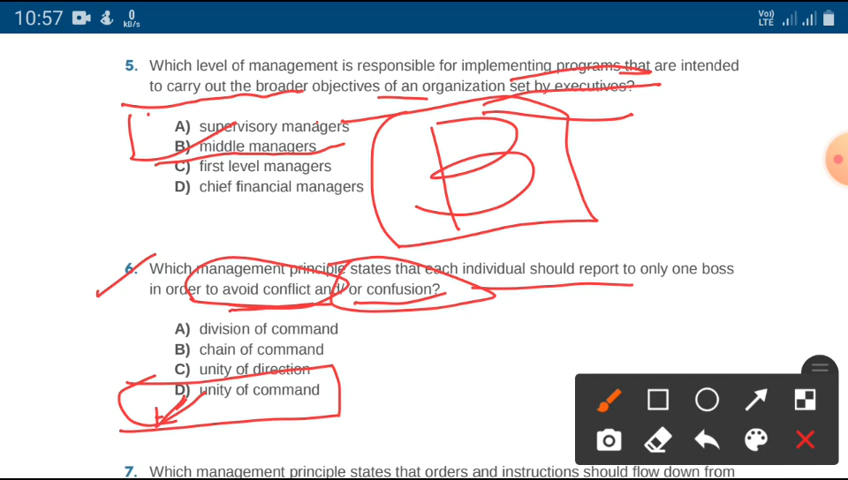 10:57 0 KB/s Vo) LTE
5. Which level of management is responsible for implementing programs that are intended
to carry out the broader objectives of an organization set by executives?
A) supervisory managers
B) middle managers
C) first level managers
D) chief financial managers
B
6. Which management principle states that each individual should report to only one boss
in order to avoid conflict and/or confusion?
A) division of command
B) chain of command
C) unity of direction
D) unity of command
7. Which management principle states that orders and instructions should flow down from